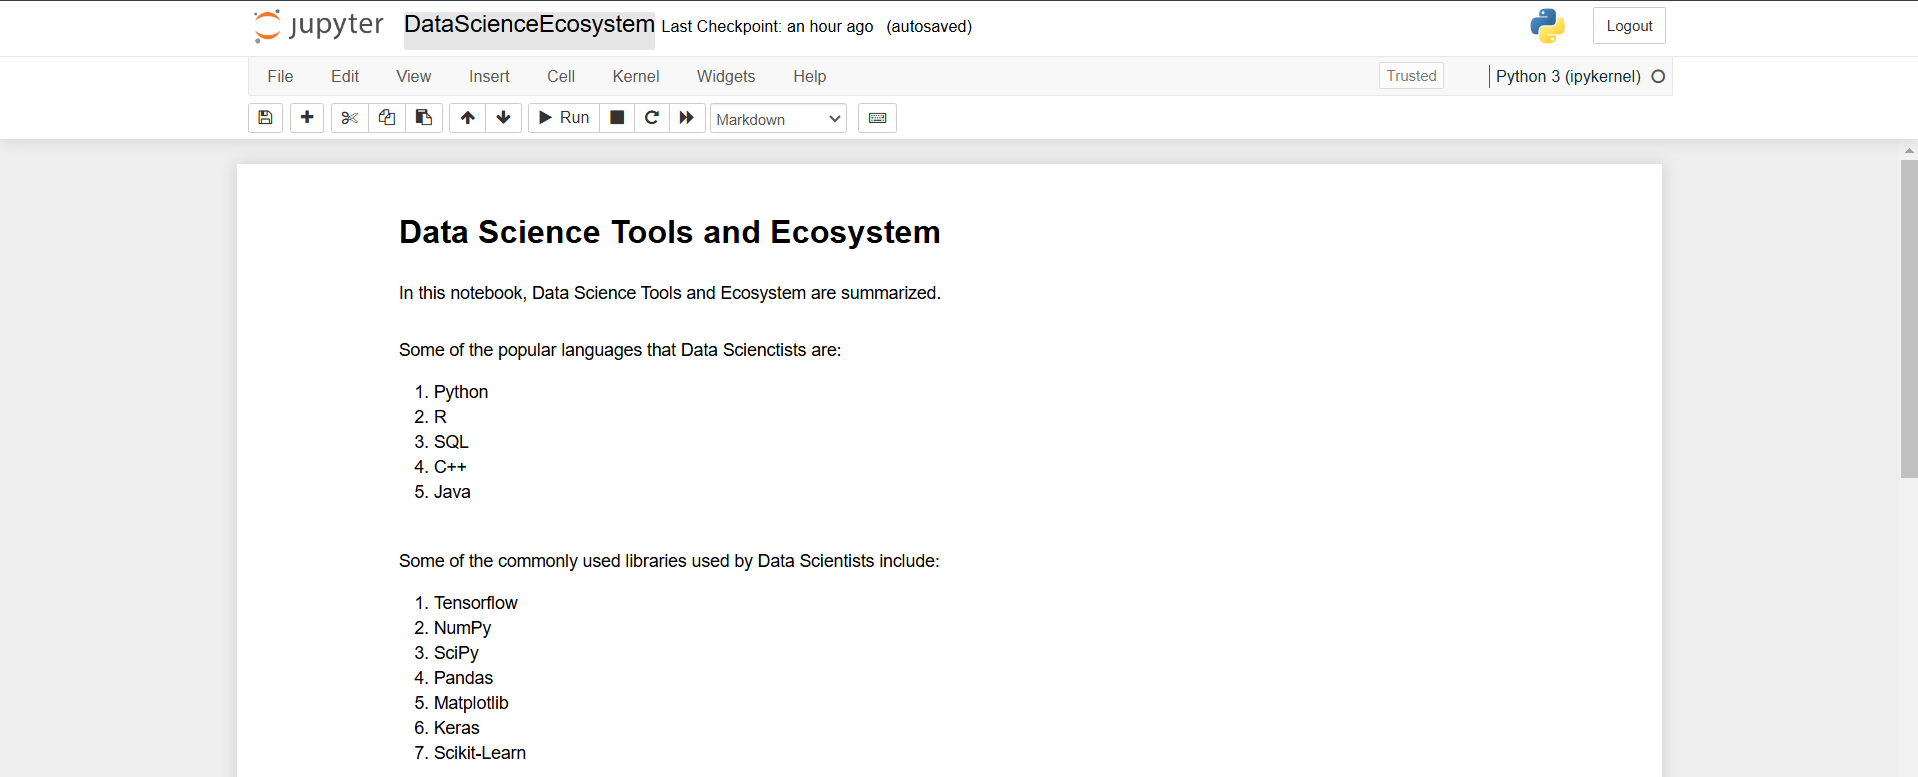 jupyter DataScienceEcosystem Last Checkpoint: an hour ago (autosaved) Logout
File Edit View Insert Cell Kernel Widgets Help Trusted Python 3 (ipykernel)
Run Markdown
Data Science Tools and Ecosystem
In this notebook, Data Science Tools and Ecosystem are summarized.
Some of the popular languages that Data Scienctists are:
1. Python
2. R
3. SQL
4. C++
5. Java
Some of the commonly used libraries used by Data Scientists include:
1. Tensorflow
2. NumPy
3. SciPy
4. Pandas
5. Matplotlib
6. Keras
7. Scikit-Learn